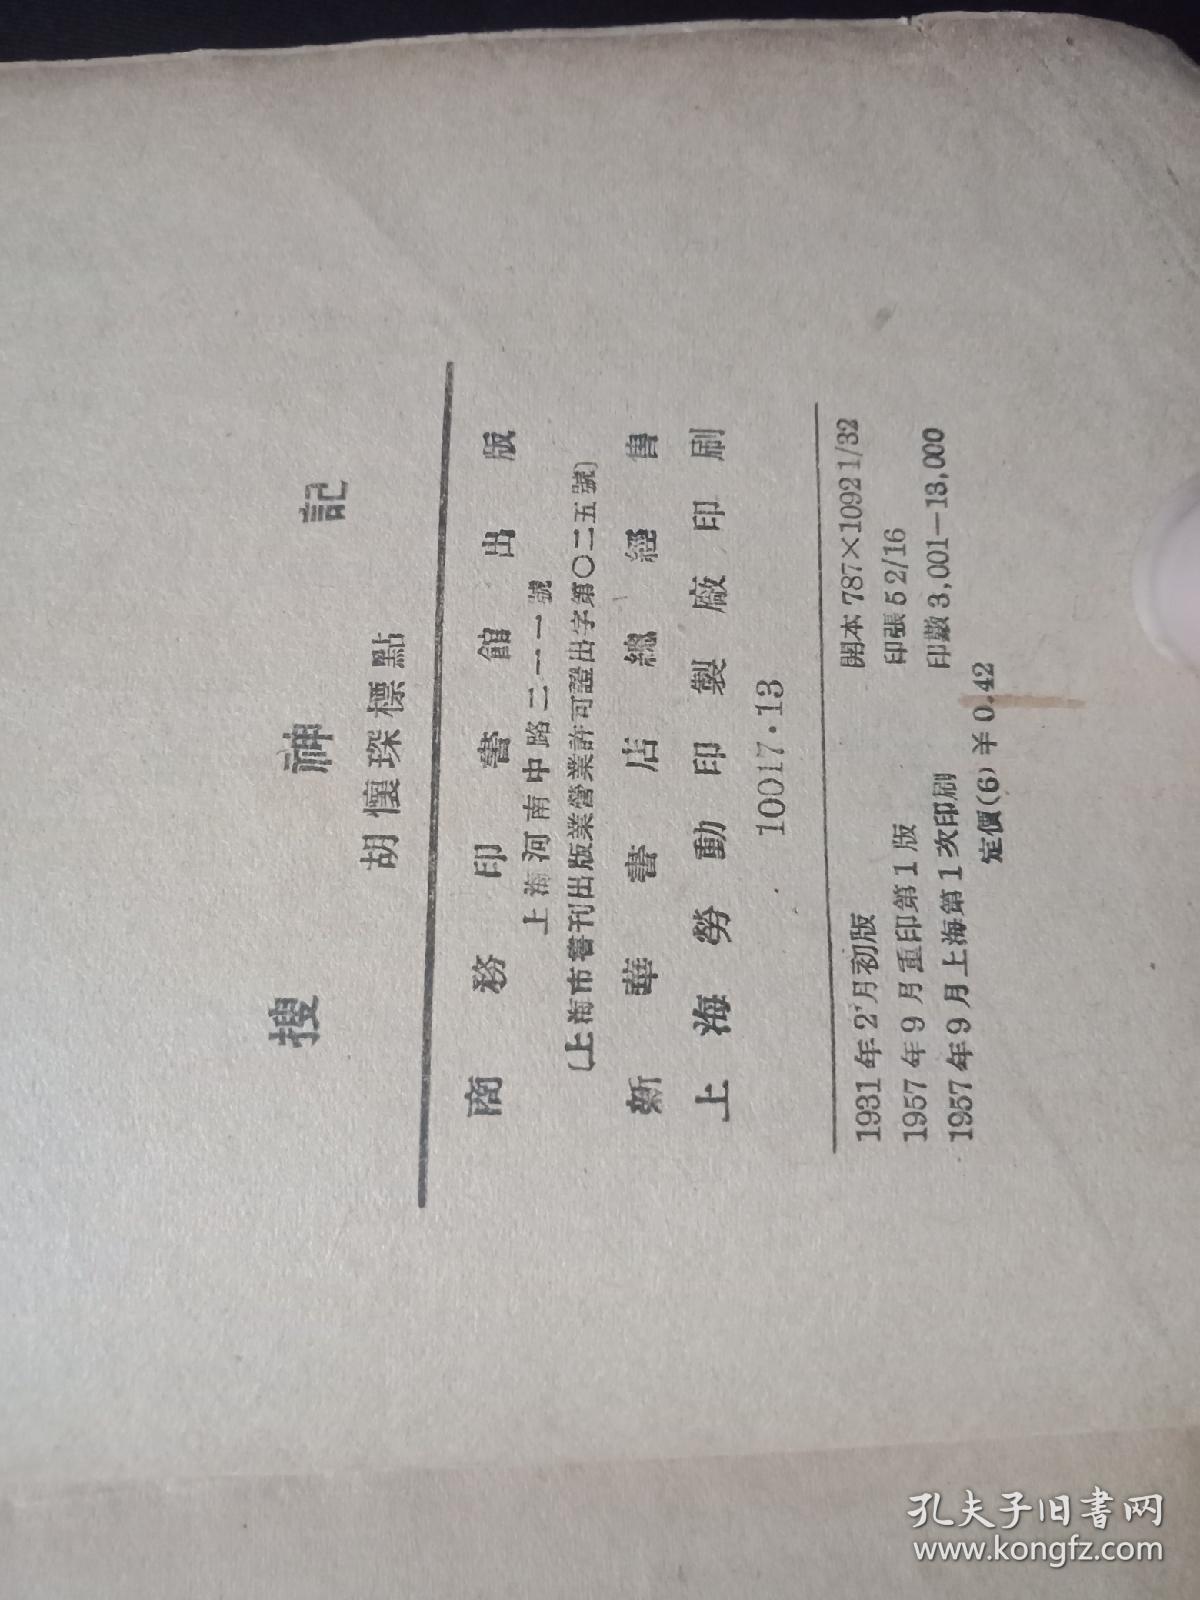 搜神記
胡懷琛標點
商務印書館出版
上海河南中路二一一號
(上海市書刊出版業營業許可證出字第〇二五號)
新華書店總經售
上海勞動印製廠印刷
10017·13
1931年2月初版
開本 787×1092 1/32
1957年9月重印第1版
印張 5 2/16
1957年9月上海第1次印刷
印數 3,001—13,000
定價(6)羊0.42
孔夫子旧书网
www.kongfz.com